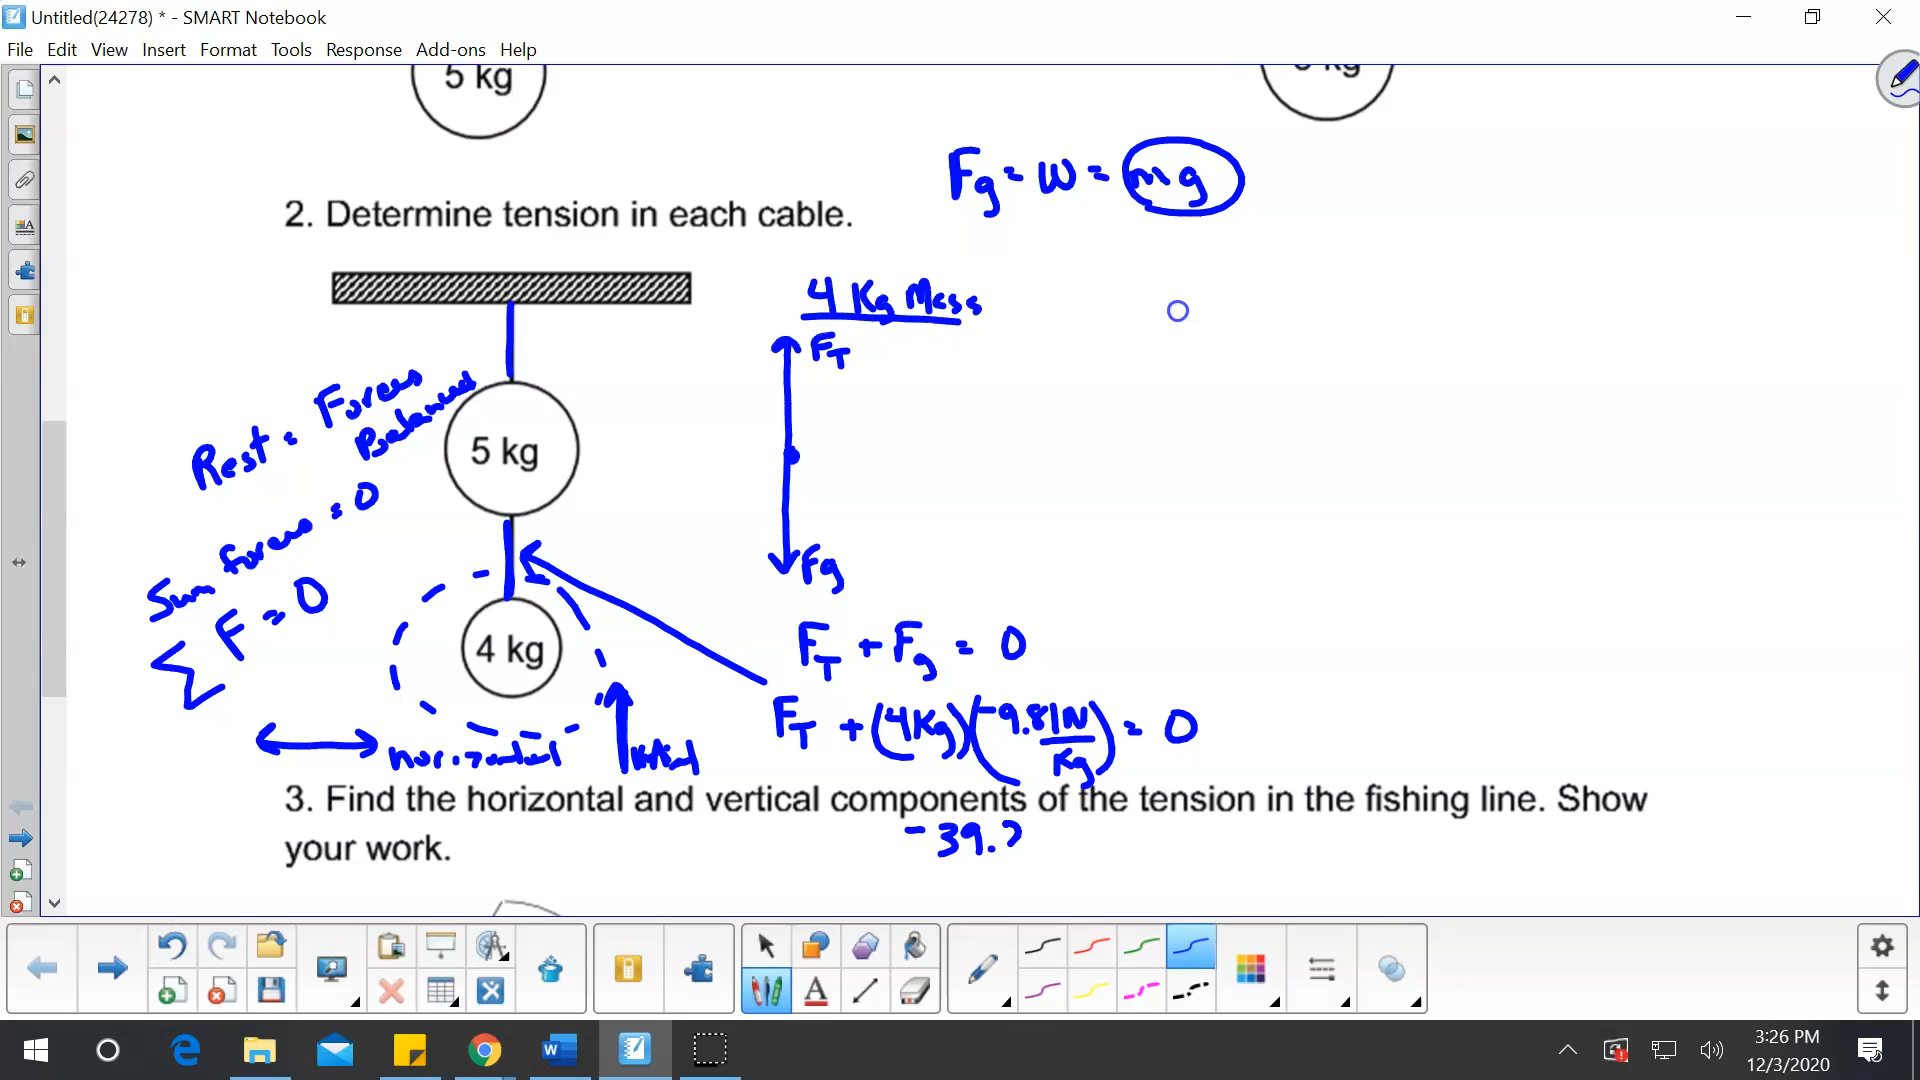 Untitled(24278) * - SMART Notebook
File Edit View Insert Format Tools Response Add-ons Help
5 kg
Fg = W = mg
2. Determine tension in each cable.
4 Kg Mass
FT
Rest = Forces Balanced
5 kg
Sum forces = 0
Fg
∑ F = 0
4 kg
FT + Fg = 0
FT + (4Kg)(-9.81N/Kg) = 0
horizontal
3. Find the horizontal and vertical components of the tension in the fishing line. Show
your work.
-39.2
A
3:26 PM
12/3/2020